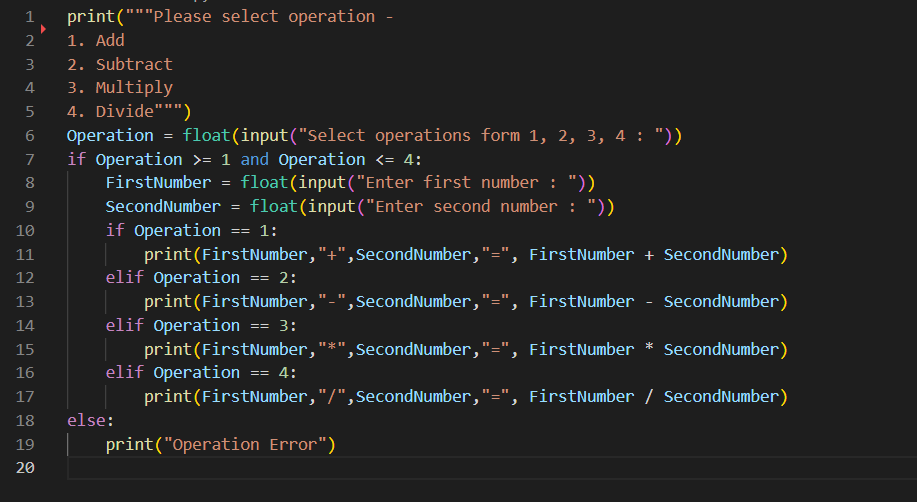 1 print("""Please select operation -
2 1. Add
3 2. Subtract
4 3. Multiply
5 4. Divide""")
6 Operation = float(input("Select operations form 1, 2, 3, 4 : "))
7 if Operation >= 1 and Operation <= 4:
8     FirstNumber = float(input("Enter first number : "))
9     SecondNumber = float(input("Enter second number : "))
10     if Operation == 1:
11         print(FirstNumber,"+",SecondNumber,"=", FirstNumber + SecondNumber)
12     elif Operation == 2:
13         print(FirstNumber,"-",SecondNumber,"=", FirstNumber - SecondNumber)
14     elif Operation == 3:
15         print(FirstNumber,"*",SecondNumber,"=", FirstNumber * SecondNumber)
16     elif Operation == 4:
17         print(FirstNumber,"/",SecondNumber,"=", FirstNumber / SecondNumber)
18 else:
19     print("Operation Error")
20